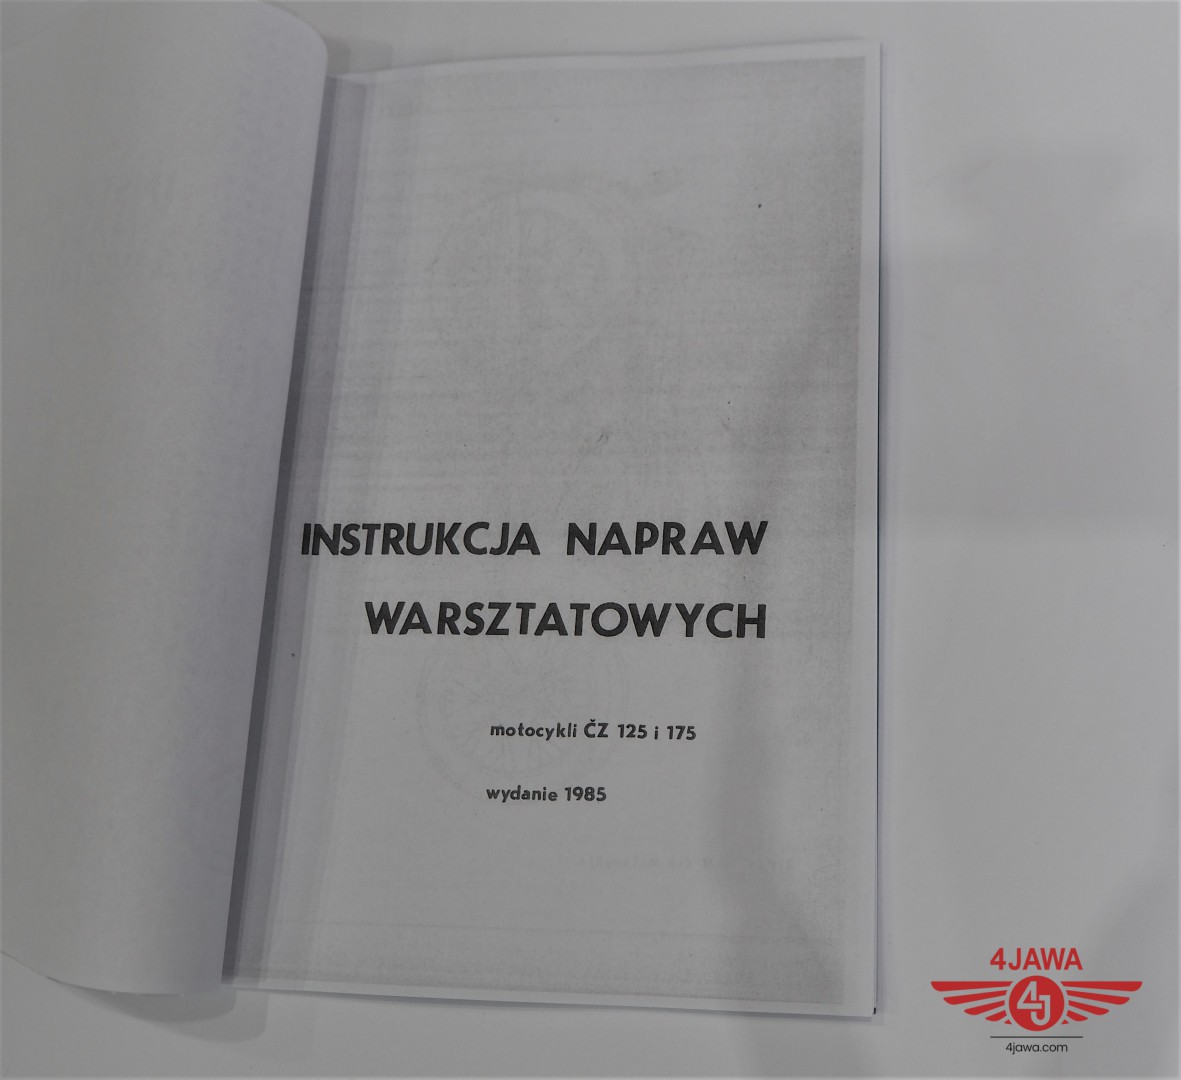 INSTRUKCJA NAPRAW
WARSZTATOWYCH
motocykli ČZ 125 i 175
wydanie 1985
4JAWA
4J
4jawa.com